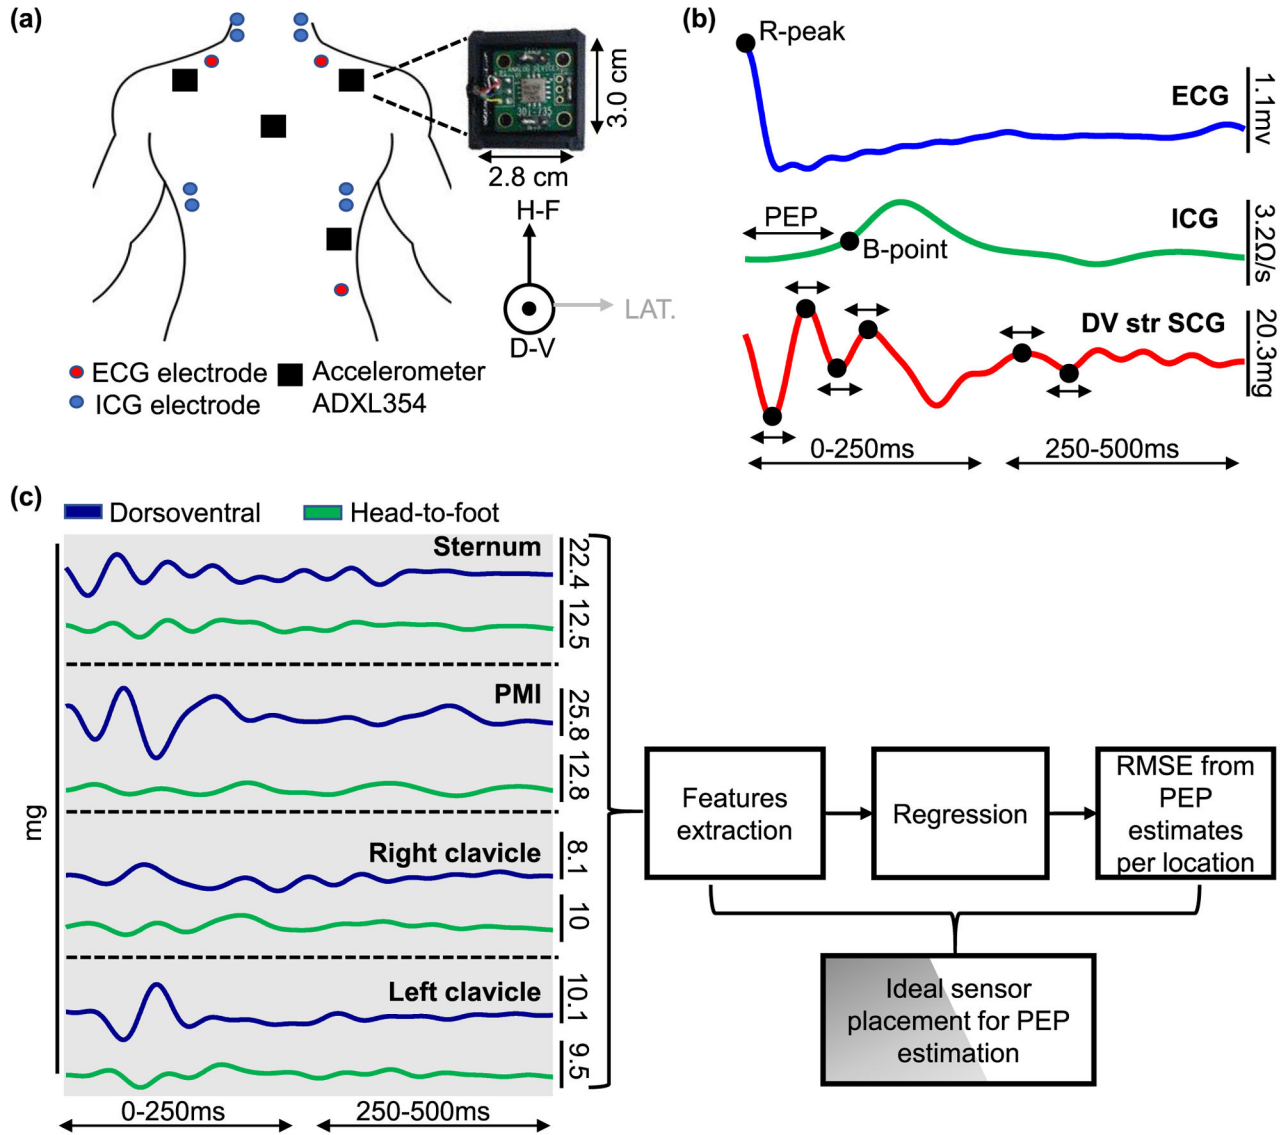 (a)
3.0 cm
2.8 cm
H-F
LAT.
D-V
ECG electrode
Accelerometer
ICG electrode
ADXL354
(b)
R-peak
ECG
1.1mv
PEP
ICG
B-point
3.2Ω/s
DV str SCG
20.3mg
0-250ms
250-500ms
(c)
Dorsoventral
Head-to-foot
mg
Sternum
22.4
12.5
PMI
25.8
12.8
Right clavicle
8.1
10
Left clavicle
10.1
9.5
0-250ms
250-500ms
Features
extraction
Regression
RMSE from
PEP
estimates
per location
Ideal sensor
placement for PEP
estimation